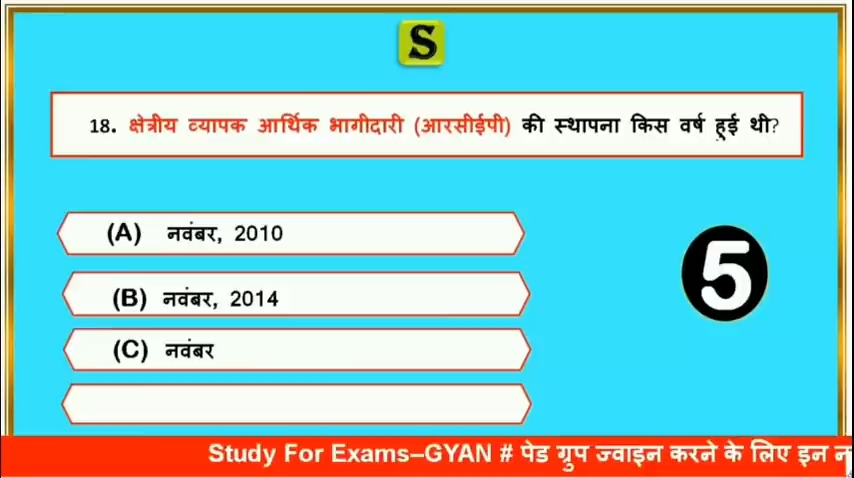 S
18. क्षेत्रीय व्यापक आर्थिक भागीदारी (आरसीईपी) की स्थापना किस वर्ष हुई थी?
(A) नवंबर, 2010
(B) नवंबर, 2014
(C) नवंबर
5
Study For Exams–GYAN # पेड ग्रुप ज्वाइन करने के लिए इन